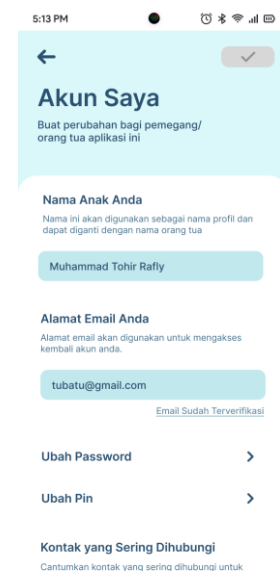 5:13 PM
Akun Saya
Buat perubahan bagi pemegang/
orang tua aplikasi ini
Nama Anak Anda
Nama ini akan digunakan sebagai nama profil dan
dapat diganti dengan nama orang tua
Muhammad Tohir Rafly
Alamat Email Anda
Alamat email akan digunakan untuk mengakses
kembali akun anda.
tubatu@gmail.com
Email Sudah Terverifikasi
Ubah Password
Ubah Pin
Kontak yang Sering Dihubungi
Cantumkan kontak yang sering dihubungi untuk